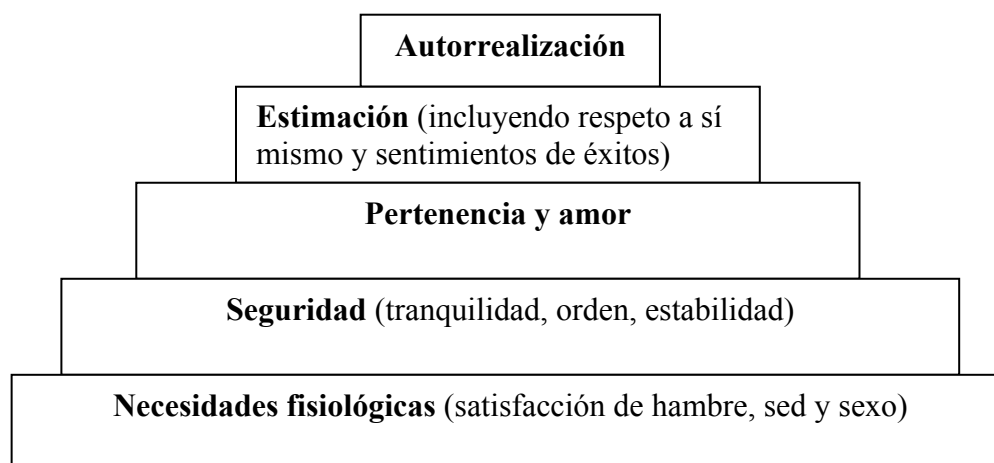 Autorrealización
Estimación (incluyendo respeto a sí
mismo y sentimientos de éxitos)
Pertenencia y amor
Seguridad (tranquilidad, orden, estabilidad)
Necesidades fisiológicas (satisfacción de hambre, sed y sexo)